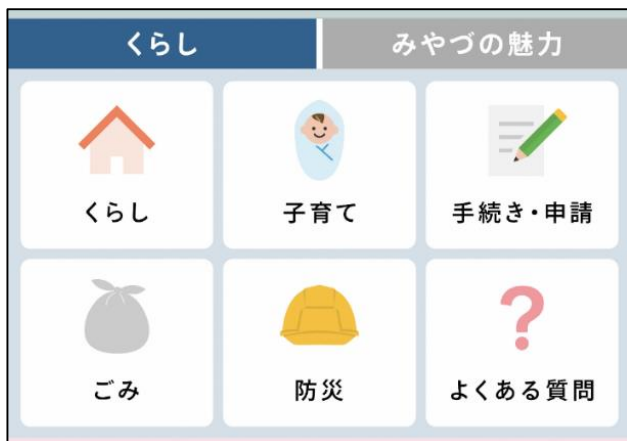 くらし
みやづの魅力
くらし
子育て
手続き・申請
ごみ
防災
よくある質問